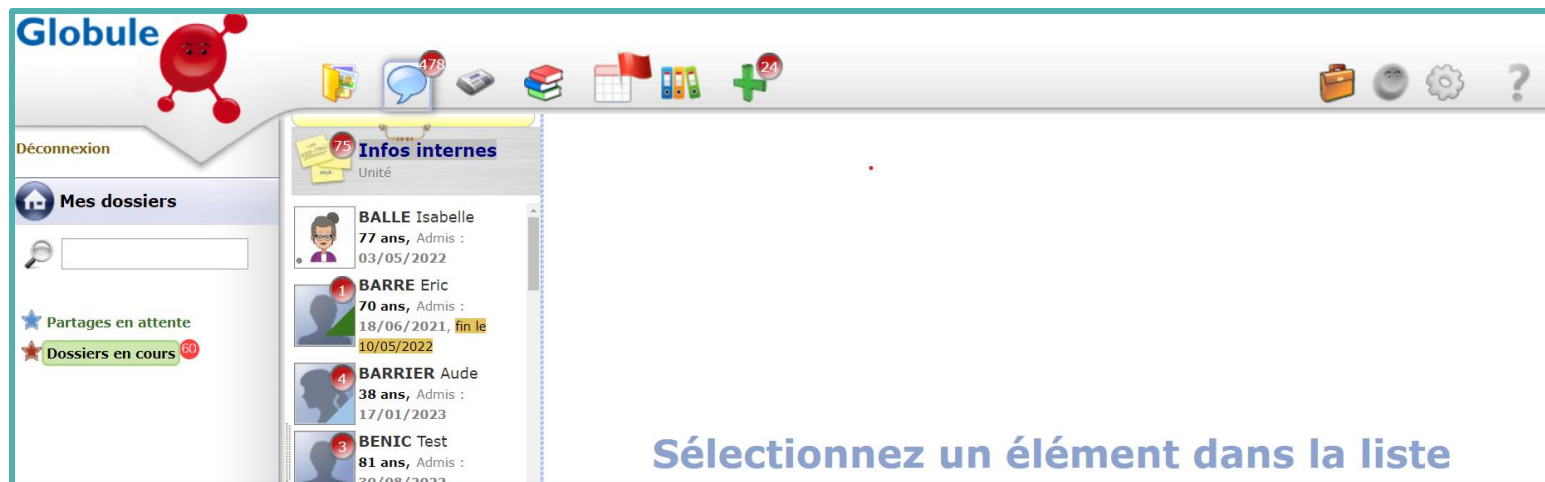 Globule
478
24
?
Déconnexion
Mes dossiers
Partages en attente
Dossiers en cours 60
75 Infos internes
Unité
BALLE Isabelle
77 ans, Admis :
03/05/2022
1 BARRE Eric
70 ans, Admis :
18/06/2021, fin le
10/05/2022
4 BARRIER Aude
38 ans, Admis :
17/01/2023
3 BENIC Test
81 ans, Admis :
30/08/2022
Sélectionnez un élément dans la liste